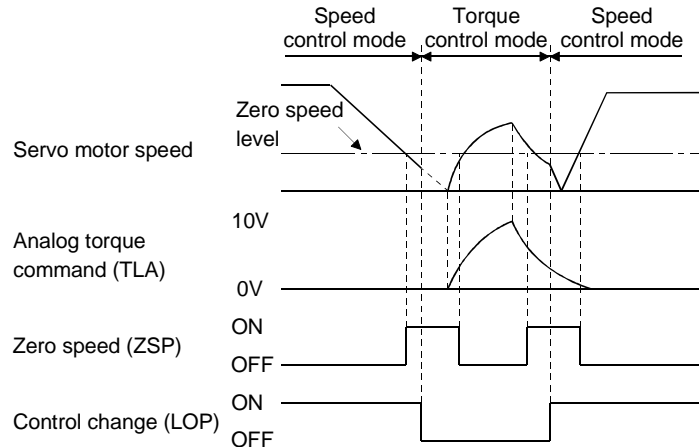 Speed
control mode
Torque
control mode
Speed
control mode
Zero speed
level
Servo motor speed
10V
Analog torque
command (TLA)
0V
ON
Zero speed (ZSP)
OFF
ON
Control change (LOP)
OFF